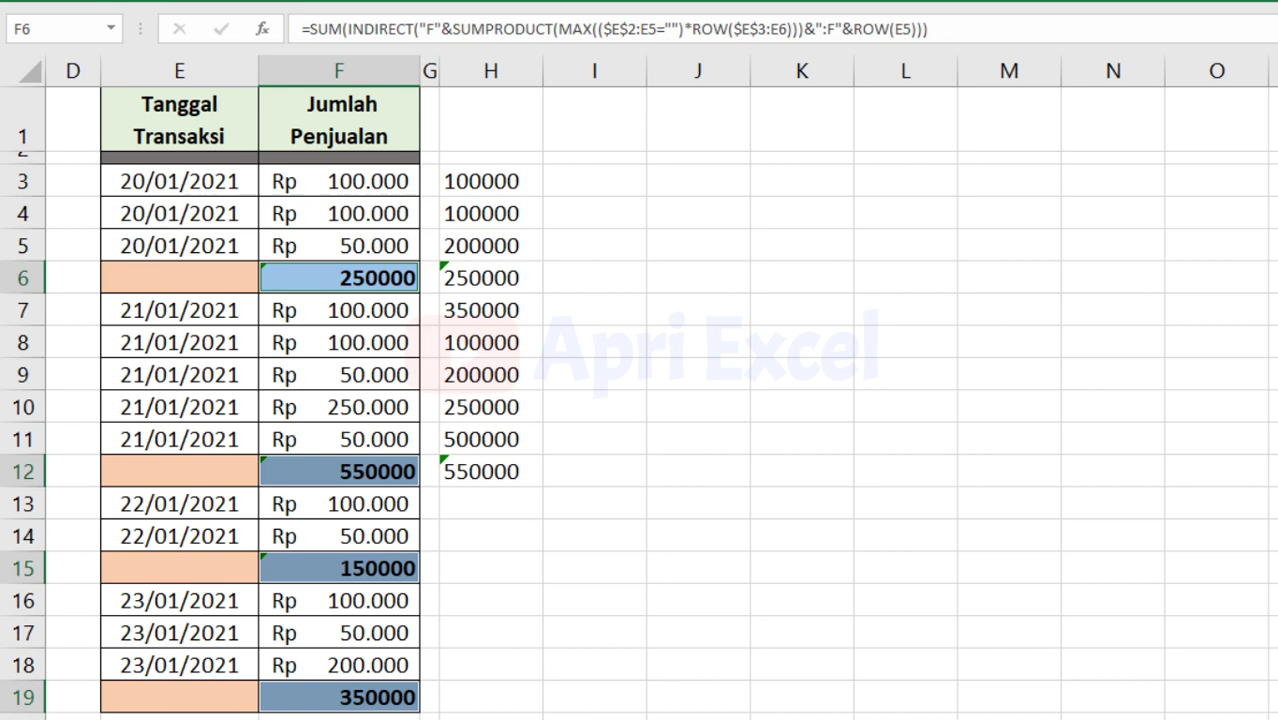 F6 =SUM(INDIRECT("F"&SUMPRODUCT(MAX(($E$2:E5="")*ROW($E$3:E6)))&":F"&ROW(E5)))
D E F G H I J K L M N O
1 Tanggal Transaksi Jumlah Penjualan
2
3 20/01/2021 Rp 100.000 100000
4 20/01/2021 Rp 100.000 100000
5 20/01/2021 Rp 50.000 200000
6 250000 250000
7 21/01/2021 Rp 100.000 350000
8 21/01/2021 Rp 100.000 100000
9 21/01/2021 Rp 50.000 200000
10 21/01/2021 Rp 250.000 250000
11 21/01/2021 Rp 50.000 500000
12 550000 550000
13 22/01/2021 Rp 100.000
14 22/01/2021 Rp 50.000
15 150000
16 23/01/2021 Rp 100.000
17 23/01/2021 Rp 50.000
18 23/01/2021 Rp 200.000
19 350000
Apri Excel